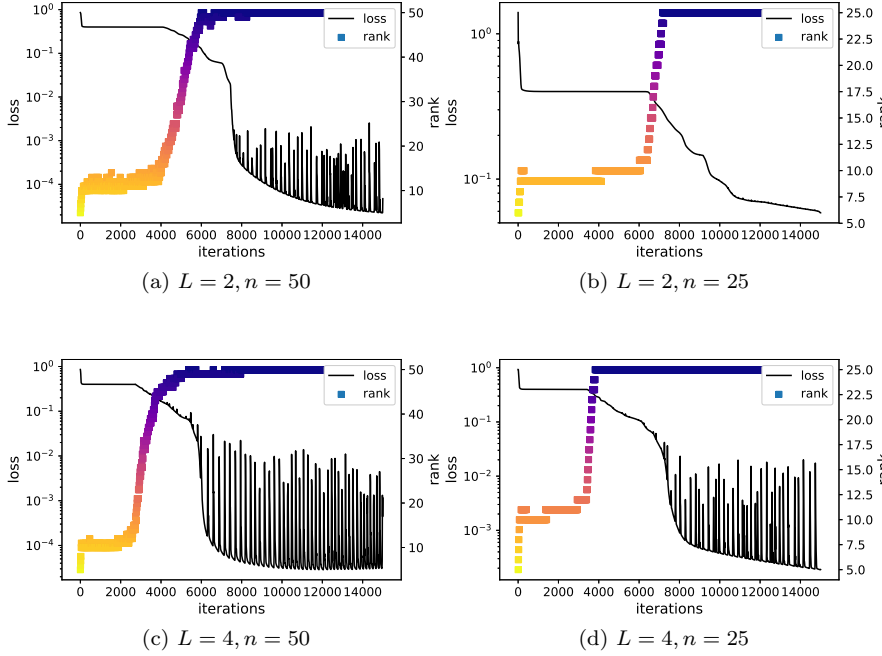 10^0
10^-1
10^-2
10^-3
10^-4
loss
0 2000 4000 6000 8000 10000 12000 14000
iterations
50
40
30
20
10
rank
loss
rank
(a) L = 2, n = 50
10^0
10^-1
loss
0 2000 4000 6000 8000 10000 12000 14000
iterations
25.0
22.5
20.0
17.5
15.0
12.5
10.0
7.5
5.0
rank
loss
rank
(b) L = 2, n = 25
10^0
10^-1
10^-2
10^-3
10^-4
loss
0 2000 4000 6000 8000 10000 12000 14000
iterations
50
40
30
20
10
rank
loss
rank
(c) L = 4, n = 50
10^0
10^-1
10^-2
10^-3
loss
0 2000 4000 6000 8000 10000 12000 14000
iterations
25.0
22.5
20.0
17.5
15.0
12.5
10.0
7.5
5.0
rank
loss
rank
(d) L = 4, n = 25